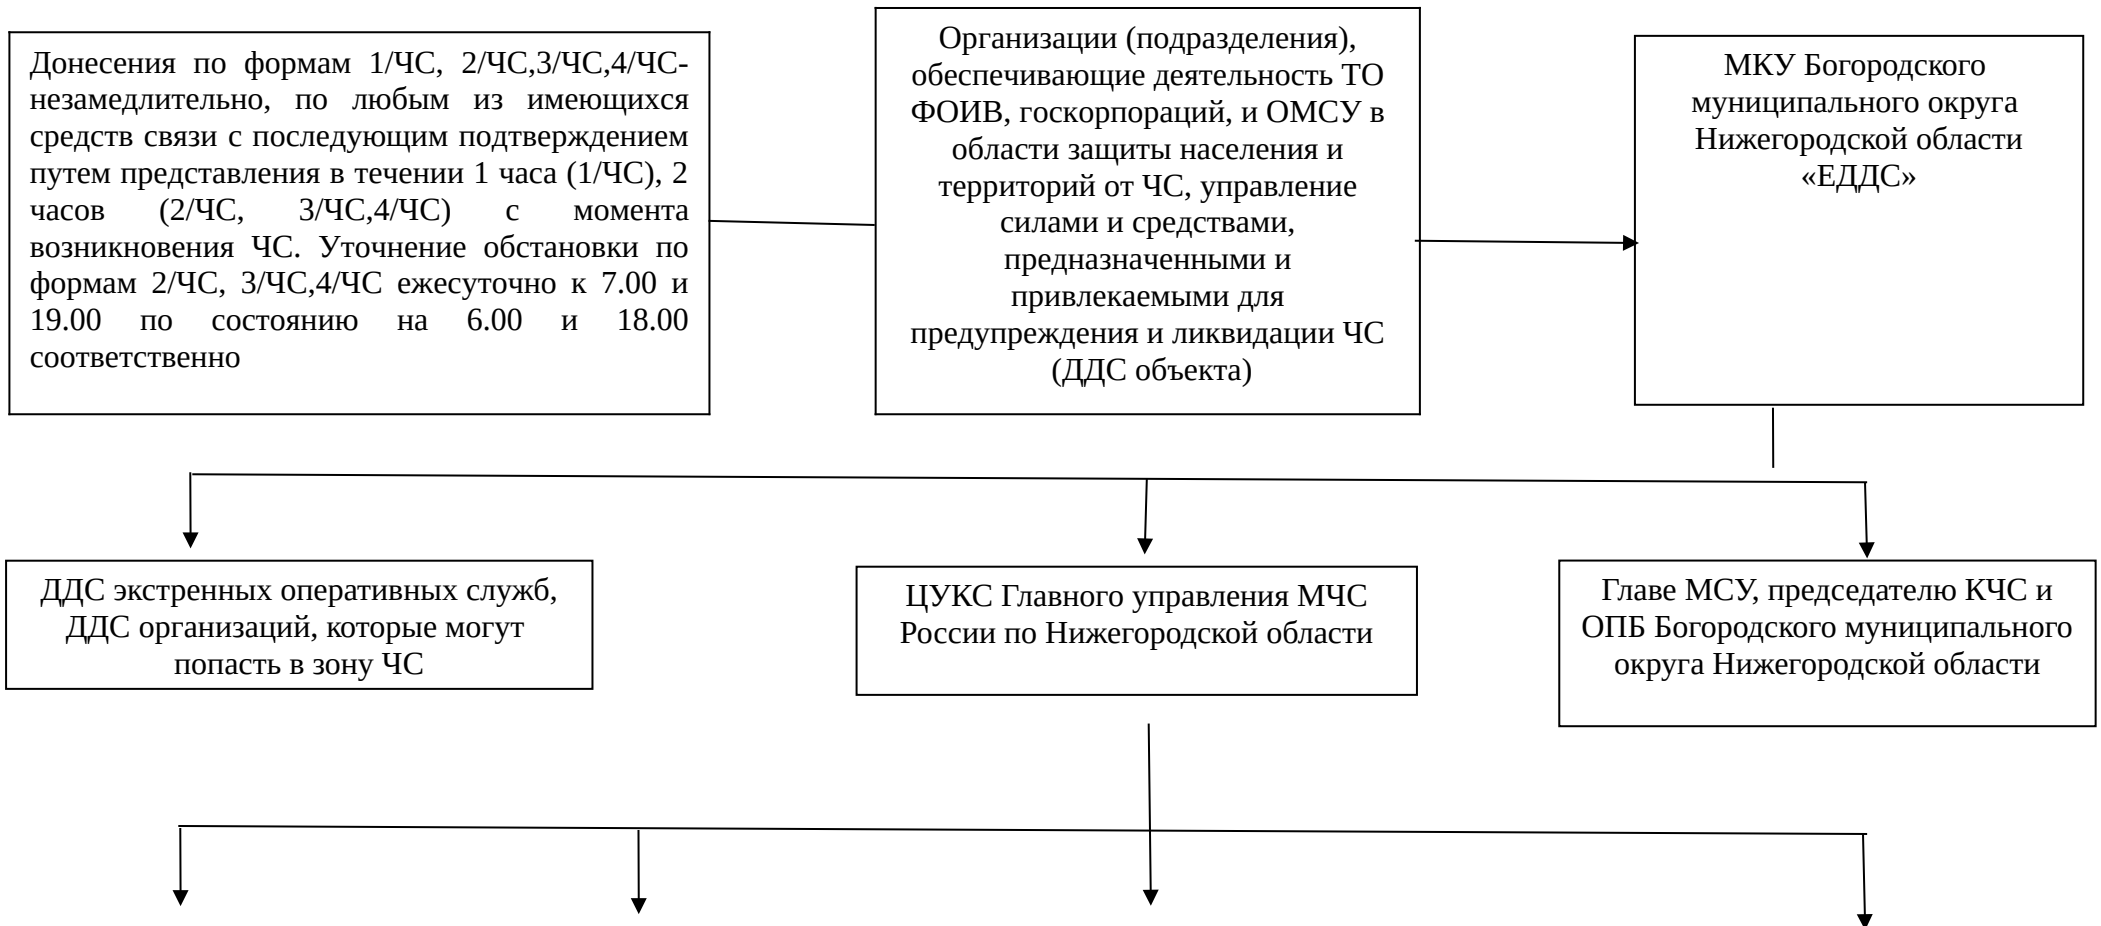 Донесения по формам 1/ЧС, 2/ЧС,3/ЧС,4/ЧС-
незамедлительно, по любым из имеющихся
средств связи с последующим подтверждением
путем представления в течении 1 часа (1/ЧС), 2
часов (2/ЧС, 3/ЧС,4/ЧС) с момента
возникновения ЧС. Уточнение обстановки по
формам 2/ЧС, 3/ЧС,4/ЧС ежесуточно к 7.00 и
19.00 по состоянию на 6.00 и 18.00
соответственно
Организации (подразделения),
обеспечивающие деятельность ТО
ФОИВ, госкорпораций, и ОМСУ в
области защиты населения и
территорий от ЧС, управление
силами и средствами,
предназначенными и
привлекаемыми для
предупреждения и ликвидации ЧС
(ДДС объекта)
МКУ Богородского
муниципального округа
Нижегородской области
«ЕДДС»
ДДС экстренных оперативных служб,
ДДС организаций, которые могут
попасть в зону ЧС
ЦУКС Главного управления МЧС
России по Нижегородской области
Главе МСУ, председателю КЧС и
ОПБ Богородского муниципального
округа Нижегородской области